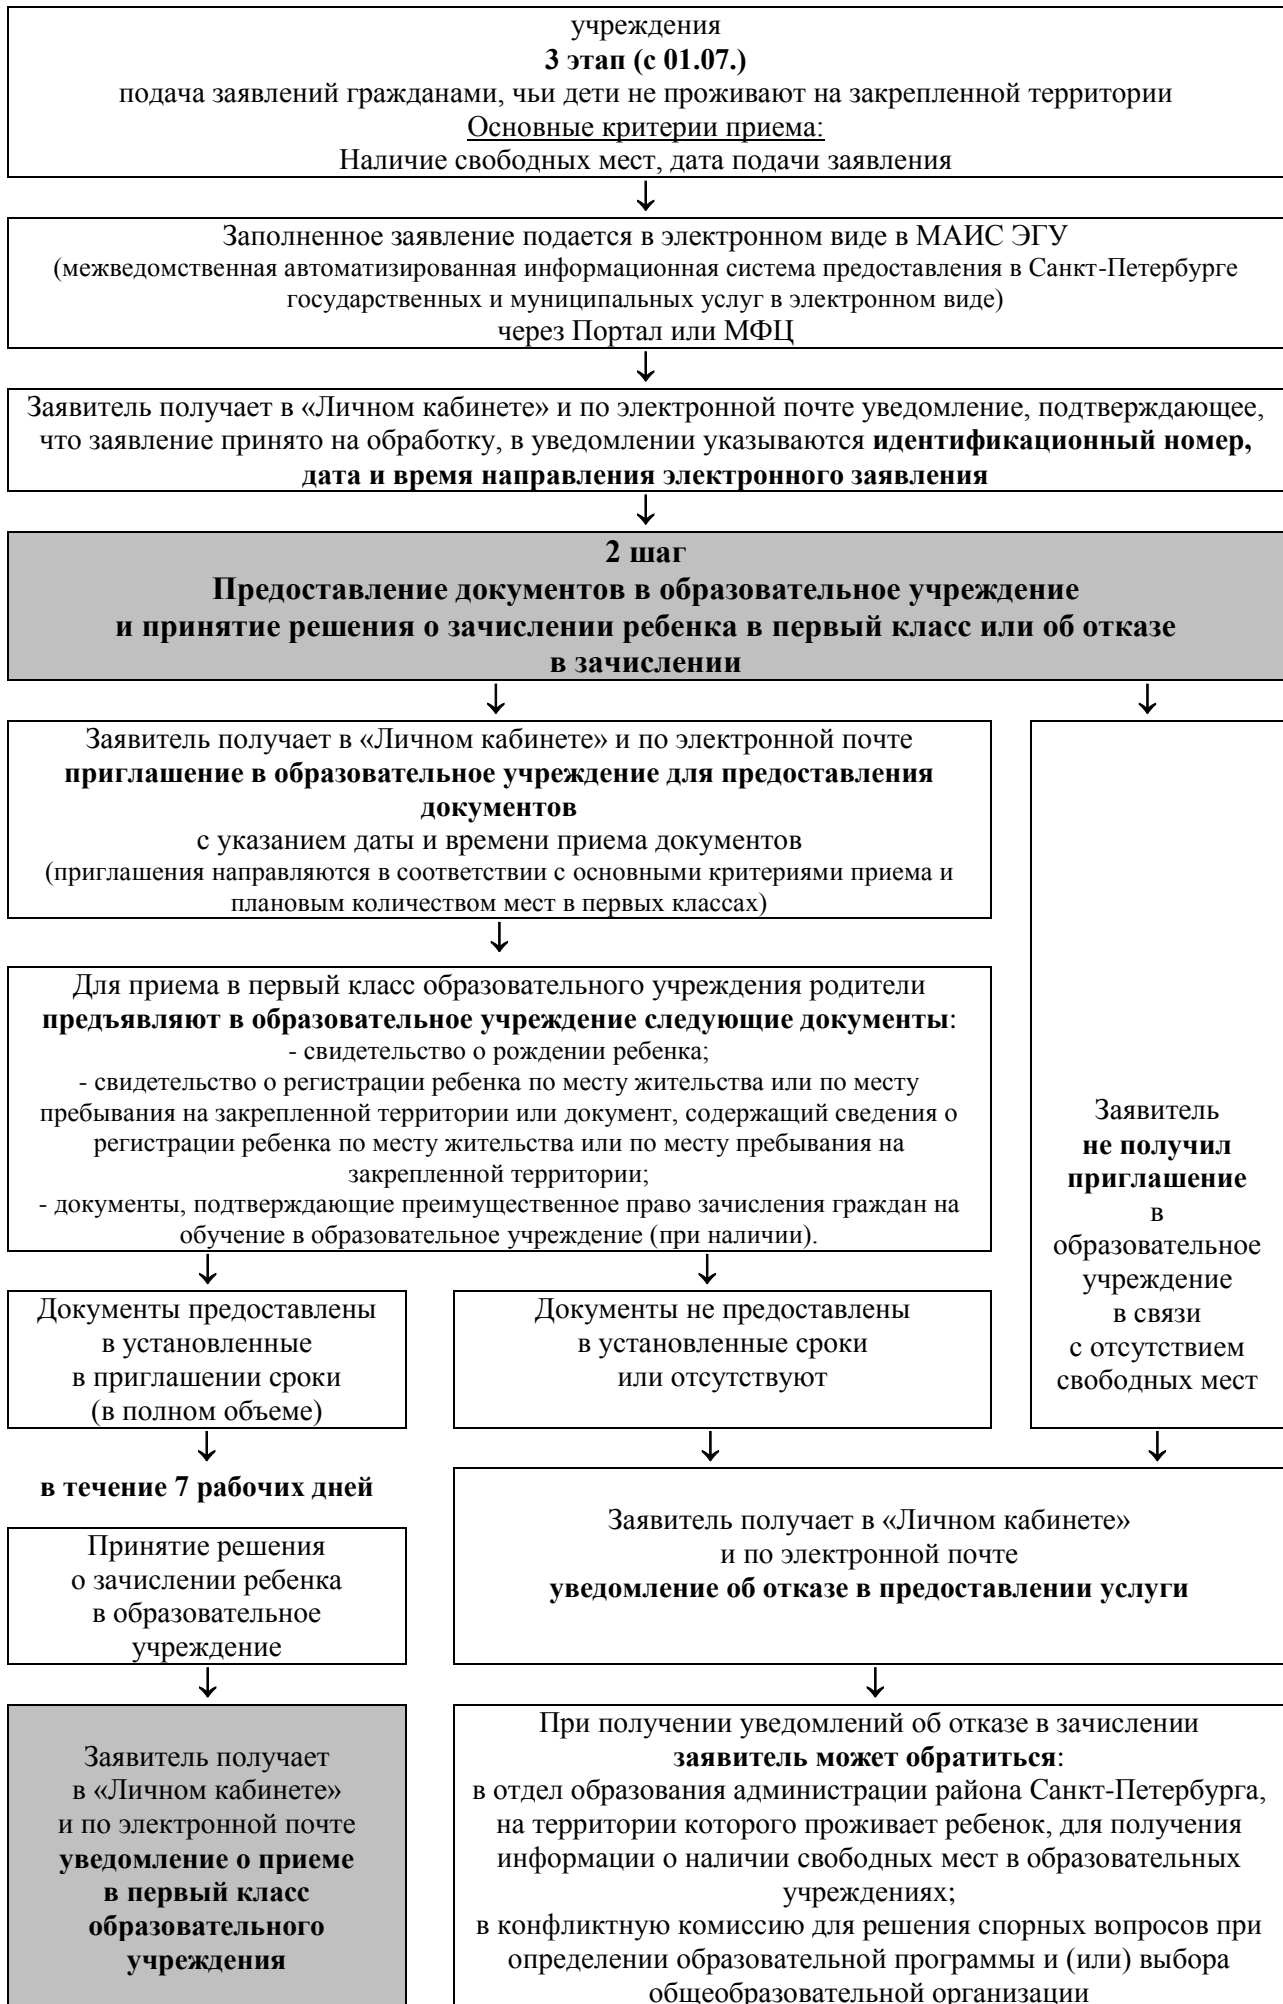 учреждения
3 этап (с 01.07.)
подача заявлений гражданами, чьи дети не проживают на закрепленной территории
Основные критерии приема:
Наличие свободных мест, дата подачи заявления
↓
Заполненное заявление подается в электронном виде в МАИС ЭГУ
(межведомственная автоматизированная информационная система предоставления в Санкт-Петербурге
государственных и муниципальных услуг в электронном виде)
через Портал или МФЦ
↓
Заявитель получает в «Личном кабинете» и по электронной почте уведомление, подтверждающее,
что заявление принято на обработку, в уведомлении указываются идентификационный номер,
дата и время направления электронного заявления
↓
2 шаг
Предоставление документов в образовательное учреждение
и принятие решения о зачислении ребенка в первый класс или об отказе
в зачислении
↓
↓
Заявитель получает в «Личном кабинете» и по электронной почте
приглашение в образовательное учреждение для предоставления
документов
с указанием даты и времени приема документов
(приглашения направляются в соответствии с основными критериями приема и
плановым количеством мест в первых классах)
↓
Для приема в первый класс образовательного учреждения родители
предъявляют в образовательное учреждение следующие документы:
- свидетельство о рождении ребенка;
- свидетельство о регистрации ребенка по месту жительства или по месту
пребывания на закрепленной территории или документ, содержащий сведения о
регистрации ребенка по месту жительства или по месту пребывания на
закрепленной территории;
- документы, подтверждающие преимущественное право зачисления граждан на
обучение в образовательное учреждение (при наличии).
Заявитель
не получил
приглашение
в
образовательное
учреждение
в связи
с отсутствием
свободных мест
↓
↓
Документы предоставлены
в установленные
в приглашении сроки
(в полном объеме)
Документы не предоставлены
в установленные сроки
или отсутствуют
↓
↓
↓
в течение 7 рабочих дней
Принятие решения
о зачислении ребенка
в образовательное
учреждение
Заявитель получает в «Личном кабинете»
и по электронной почте
уведомление об отказе в предоставлении услуги
↓
↓
Заявитель получает
в «Личном кабинете»
и по электронной почте
уведомление о приеме
в первый класс
образовательного
учреждения
При получении уведомлений об отказе в зачислении
заявитель может обратиться:
в отдел образования администрации района Санкт-Петербурга,
на территории которого проживает ребенок, для получения
информации о наличии свободных мест в образовательных
учреждениях;
в конфликтную комиссию для решения спорных вопросов при
определении образовательной программы и (или) выбора
общеобразовательной организации